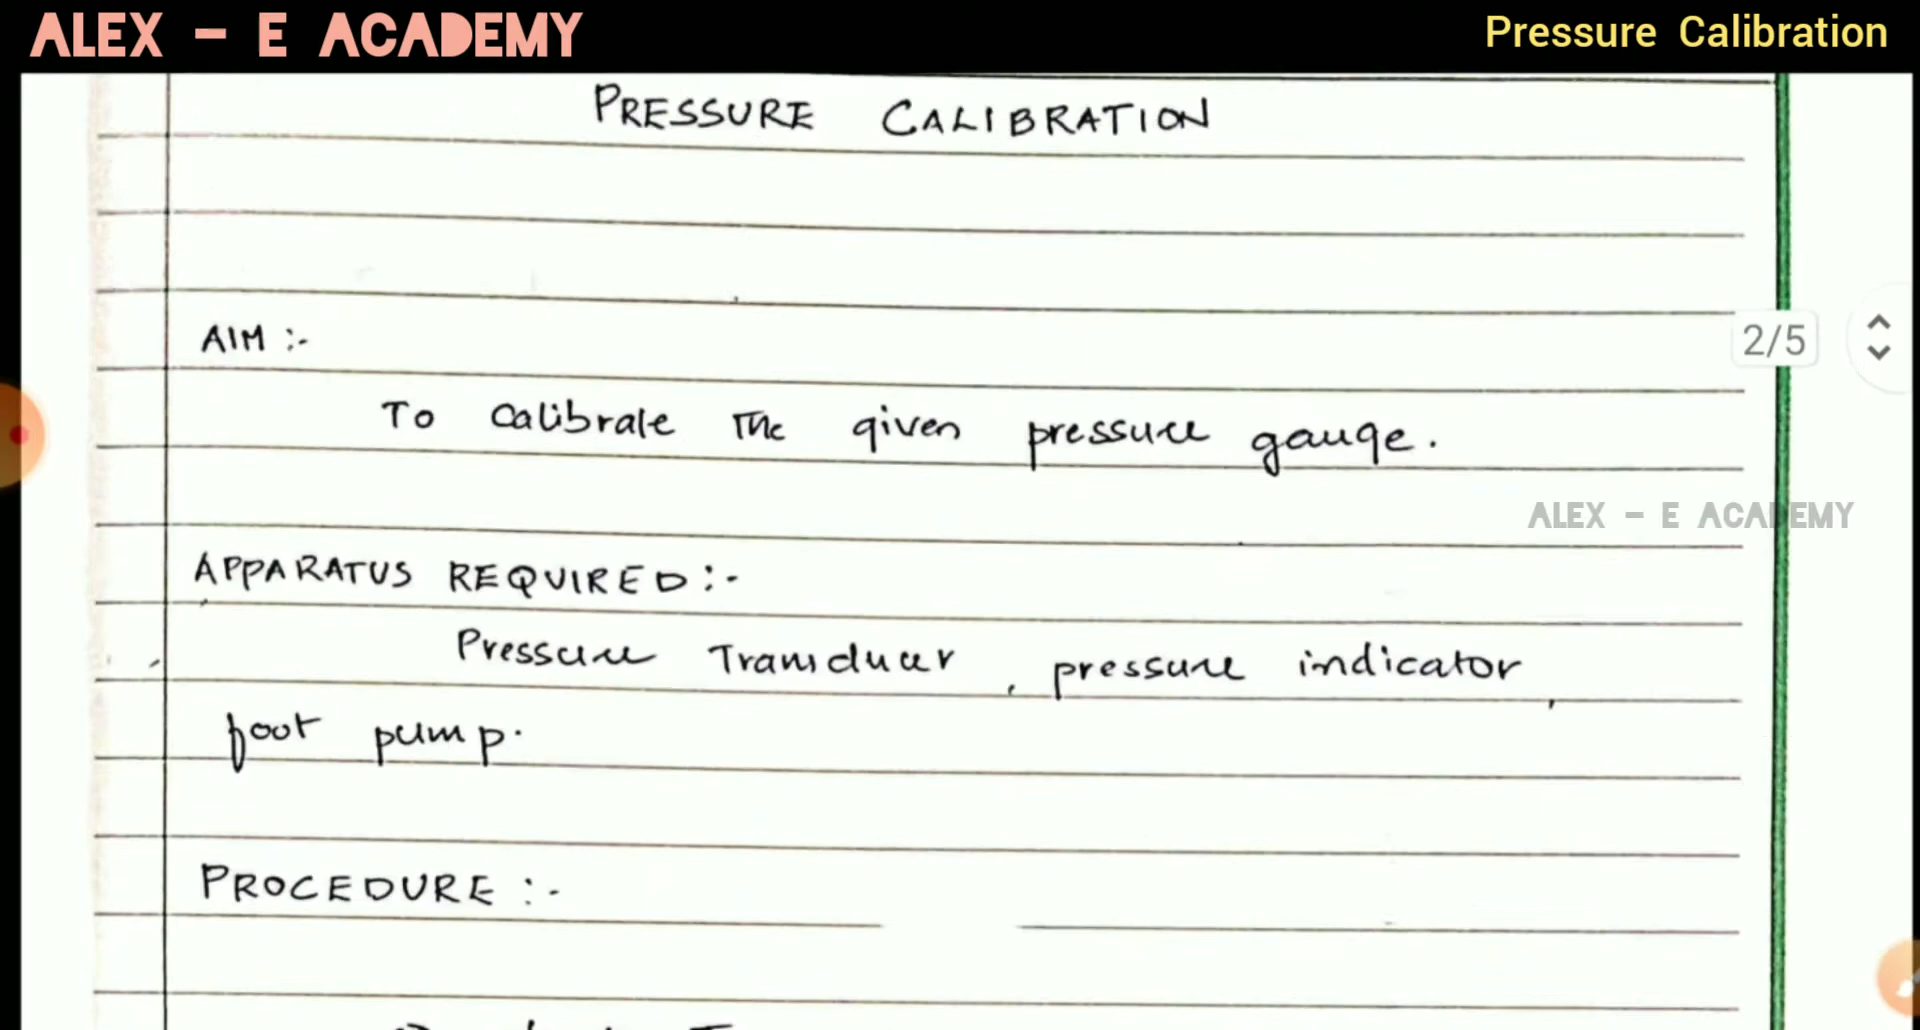 ALEX - E ACADEMY
Pressure Calibration
PRESSURE CALIBRATION
AIM :-
2/5
To Calibrate The given pressure gauge.
ALEX - E ACADEMY
APPARATUS REQUIRED :-
Pressure Transducer, pressure indicator,
foot pump.
PROCEDURE :-